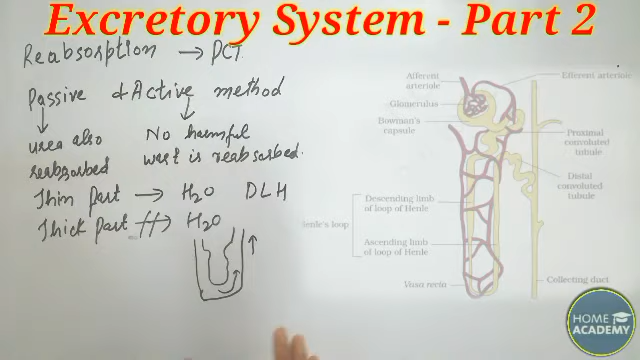 Excretory System - Part 2
Reabsorption → PCT
Passive & Active method
urea also
reabsorbed
No harmful
wast is reabsorbed.
Thin part → H2O DLH
Thick part → H2O
Afferent
arteriole
Efferent arteriole
Glomerulus
Bowman's
capsule
Proximal
convoluted
tubule
Distal
convoluted
tubule
Descending limb
of loop of Henle
Henle's loop
Ascending limb
of loop of Henle
Vasa recta
Collecting duct
HOME
ACADEMY